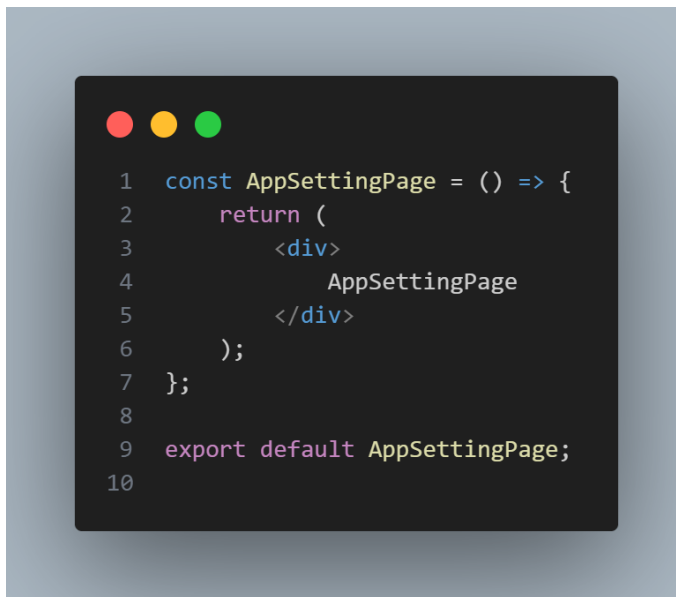 1 const AppSettingPage = () => {
2     return (
3         <div>
4             AppSettingPage
5         </div>
6     );
7 };
8
9 export default AppSettingPage;
10